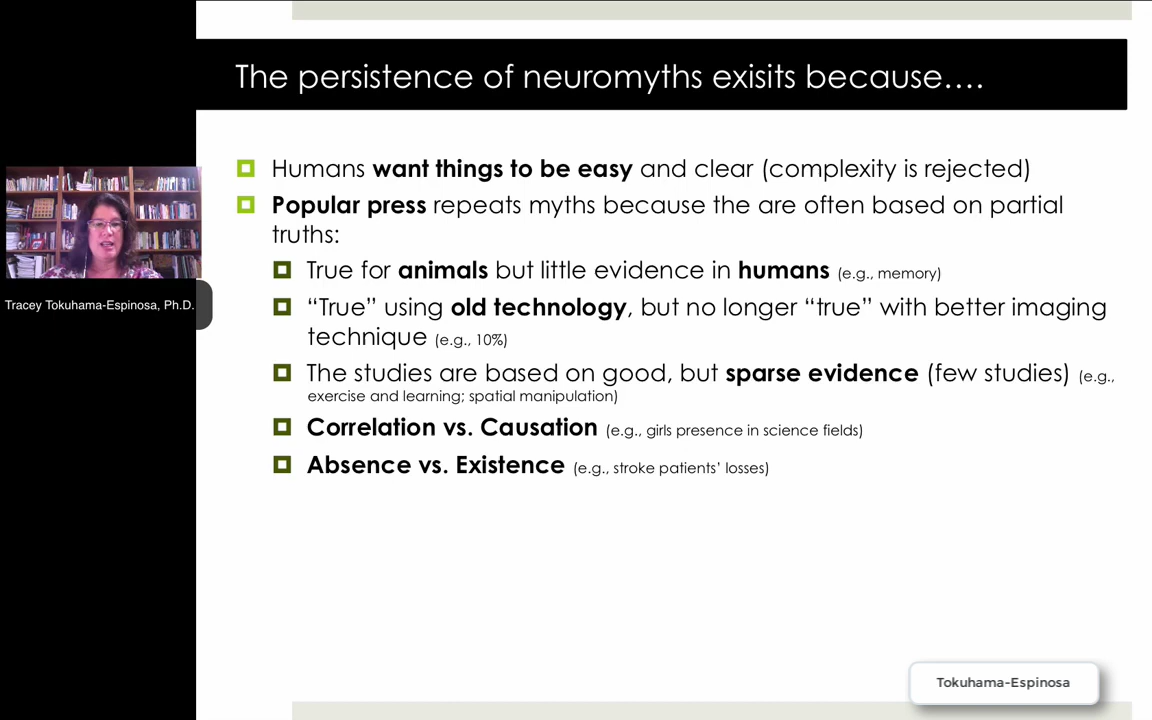 The persistence of neuromyths exisits because....
Humans want things to be easy and clear (complexity is rejected)
Popular press repeats myths because the are often based on partial
truths:
True for animals but little evidence in humans (e.g., memory)
“True” using old technology, but no longer “true” with better imaging
technique (e.g., 10%)
The studies are based on good, but sparse evidence (few studies) (e.g.,
exercise and learning; spatial manipulation)
Correlation vs. Causation (e.g., girls presence in science fields)
Absence vs. Existence (e.g., stroke patients’ losses)
Tracey Tokuhama-Espinosa, Ph.D.
Tokuhama-Espinosa